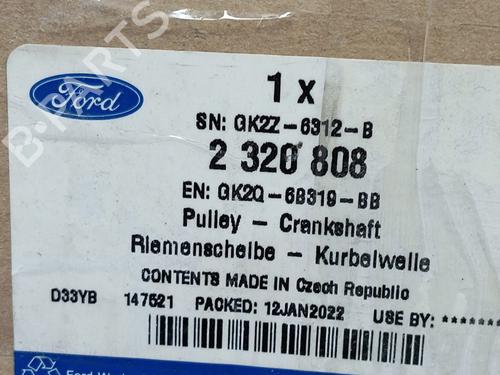 Ford
1 x
SN: GK2Z-6312-B
2 320 808
EN: GK2Q-6B319-BB
Pulley - Crankshaft
Riemenscheibe - Kurbelwelle
CONTENTS MADE IN Czech Republic
D33YB 147521 PACKED: 12JAN2022 USE BY: *******
Ford
B-PARTS